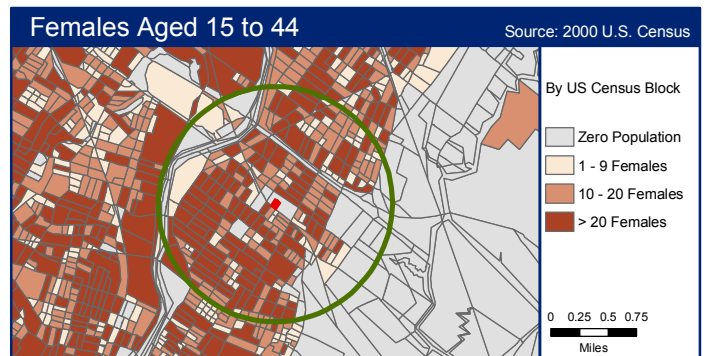 Females Aged 15 to 44
Source: 2000 U.S. Census
By US Census Block
Zero Population
1 - 9 Females
10 - 20 Females
> 20 Females
0 0.25 0.5 0.75
Miles